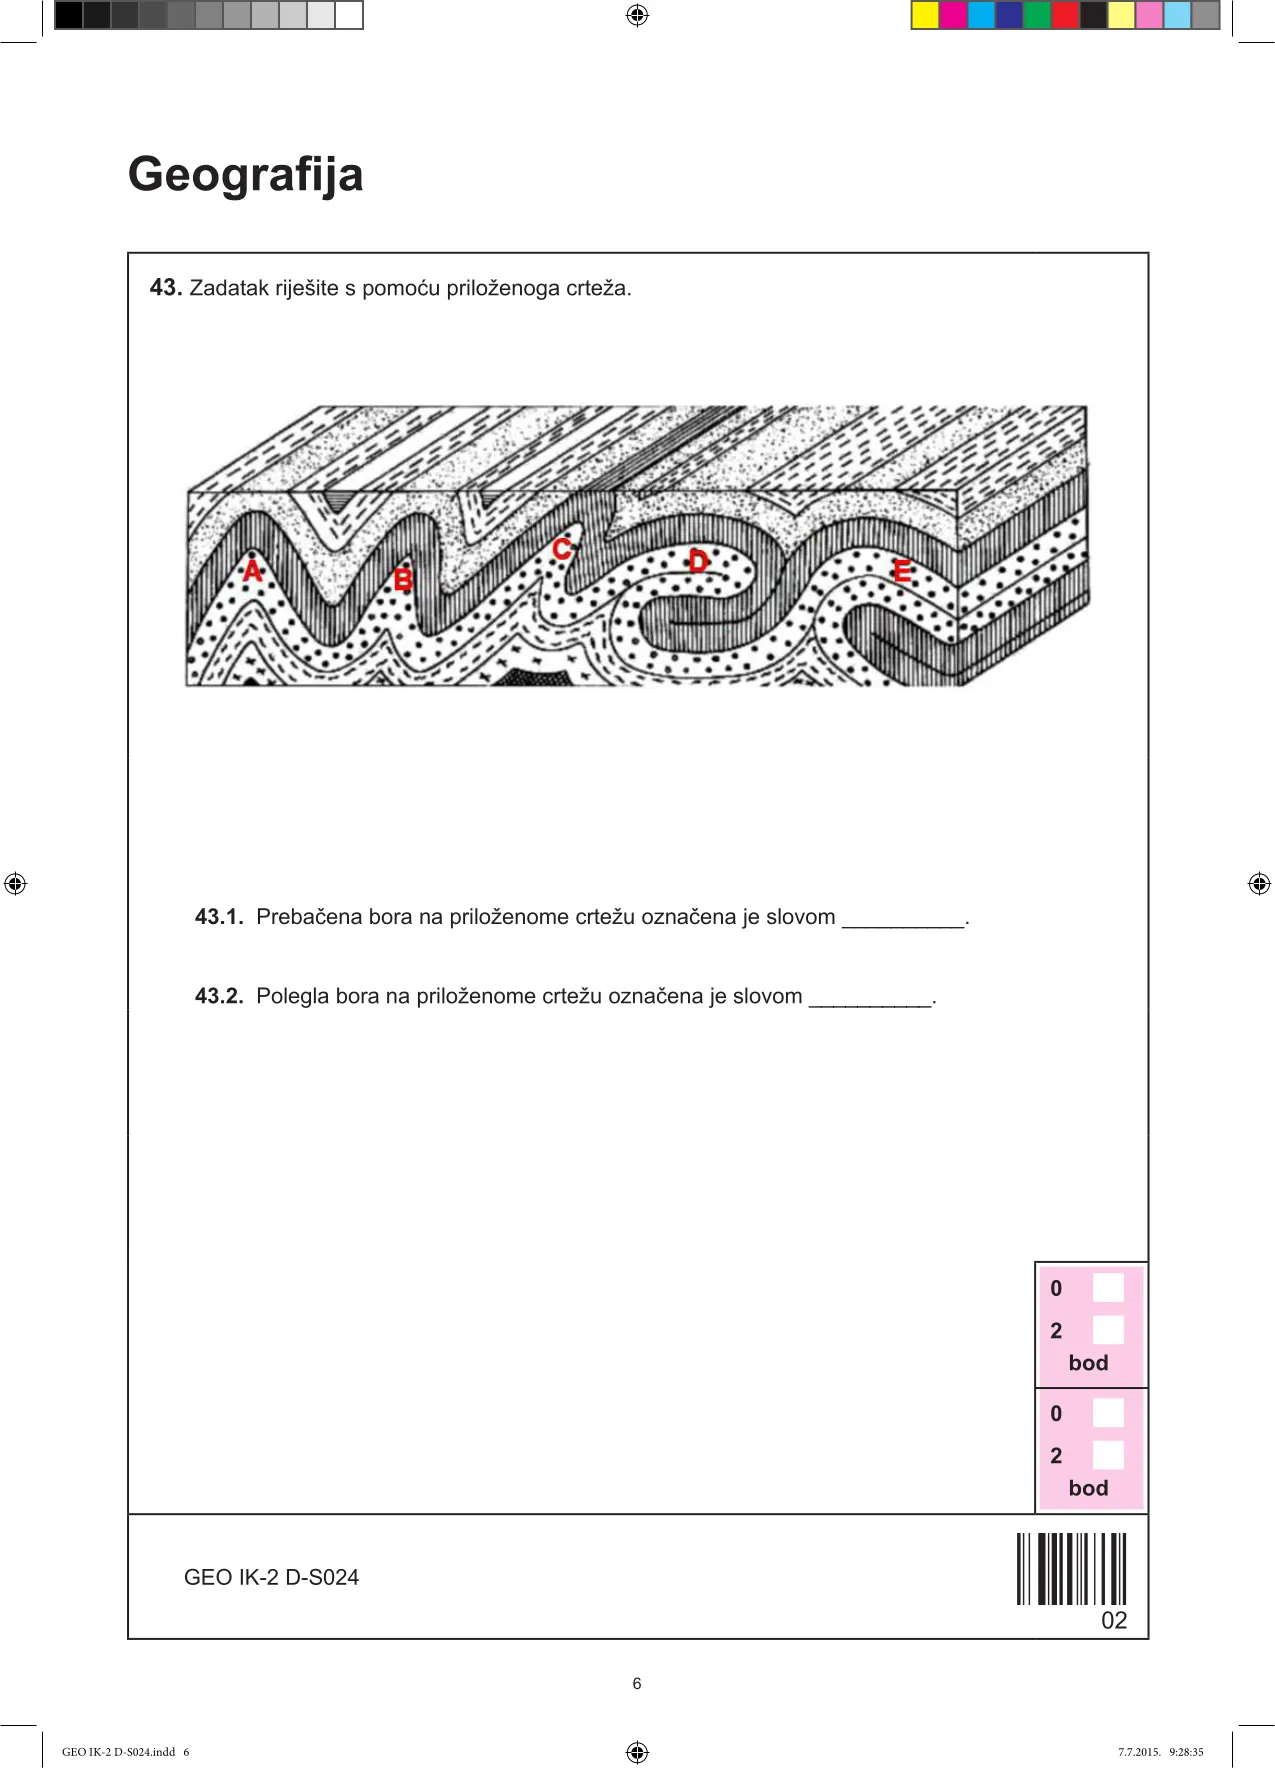 Geografija
43. Zadatak riješite s pomoću priloženoga crteža.
A
B
C
D
E
43.1. Prebačena bora na priloženome crtežu označena je slovom __________.
43.2. Polegla bora na priloženome crtežu označena je slovom __________.
0
2
bod
0
2
bod
GEO IK-2 D-S024
02
6
GEO IK-2 D-S024.indd 6
7.7.2015. 9:28:35